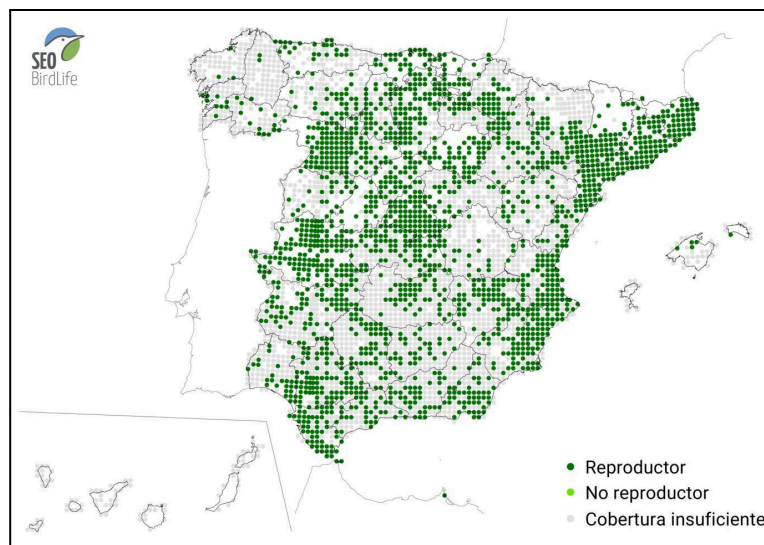 SEO
BirdLife
Reproductor
No reproductor
Cobertura insuficiente